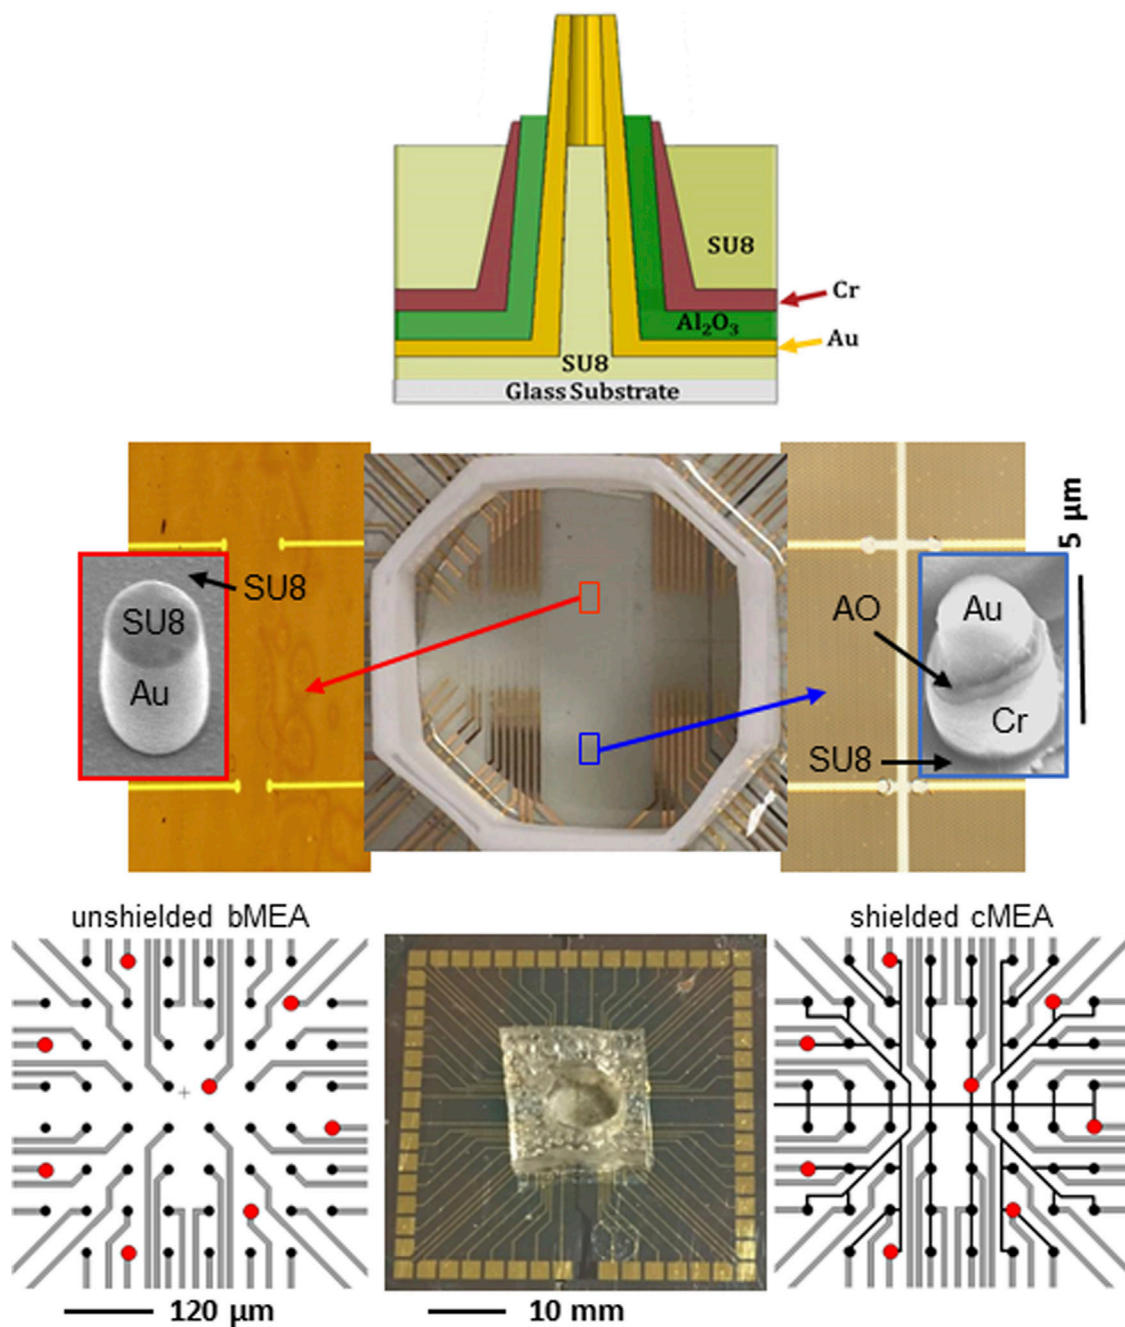 SU8
Cr
Al₂O₃
Au
SU8
Glass Substrate
5 µm
SU8
SU8
Au
AO
Au
Cr
SU8
unshielded bMEA
shielded cMEA
120 µm
10 mm